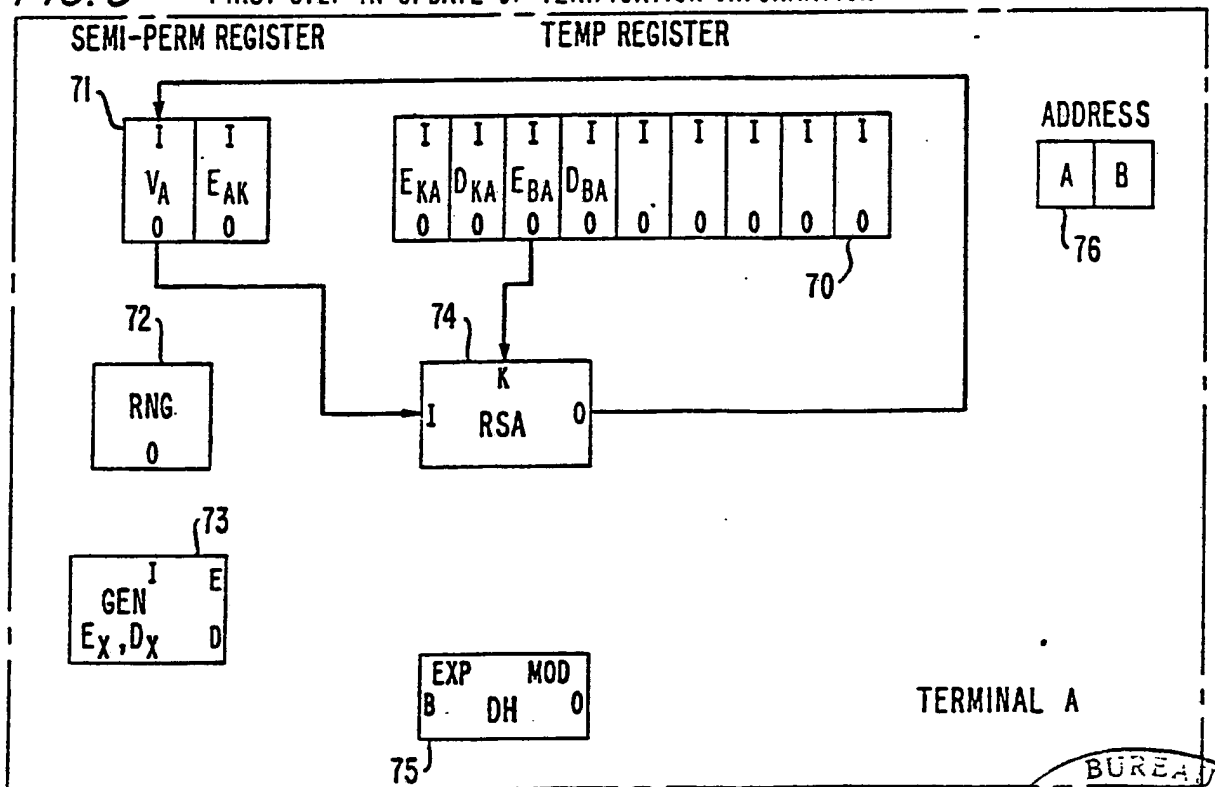 SEMI-PERM REGISTER TEMP REGISTER
71
I I I I I I I I I I I
ADDRESS
V_A E_AK E_KA D_KA E_BA D_BA
A B
0 0 0 0 0 0 0 0 0 0 0
76
70
72 74
K
RNG
I RSA 0
0
73
I E
GEN
E_X, D_X D
EXP MOD
B DH 0
TERMINAL A
75
BUREAU